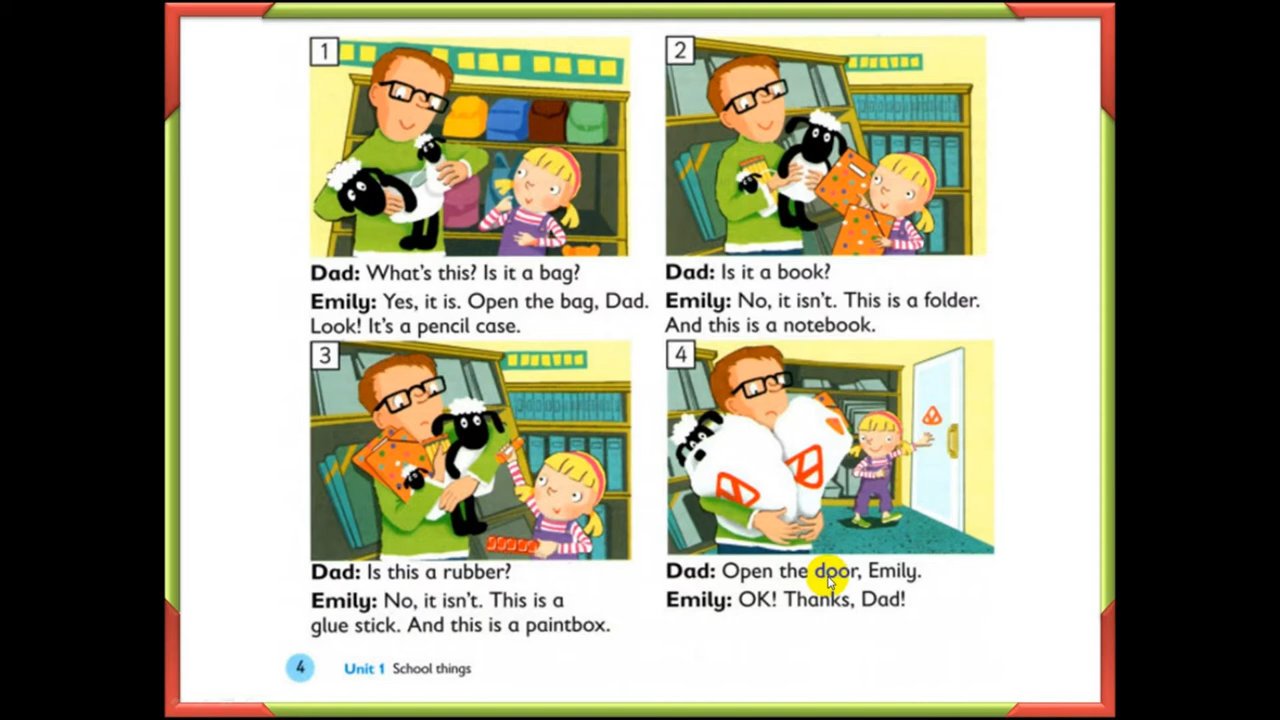 1
Dad: What's this? Is it a bag?
Emily: Yes, it is. Open the bag, Dad.
Look! It's a pencil case.
2
Dad: Is it a book?
Emily: No, it isn't. This is a folder.
And this is a notebook.
3
Dad: Is this a rubber?
Emily: No, it isn't. This is a
glue stick. And this is a paintbox.
4
Dad: Open the door, Emily.
Emily: OK! Thanks, Dad!
4 Unit 1 School things